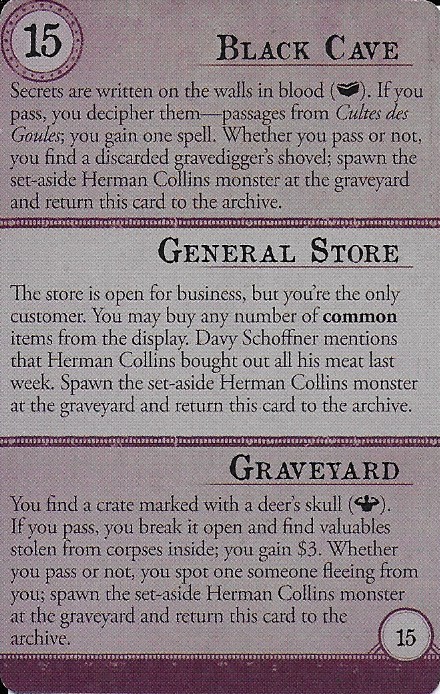 15
BLACK CAVE
Secrets are written on the walls in blood ( ). If you
pass, you decipher them—passages from Cultes des
Goules; you gain one spell. Whether you pass or not,
you find a discarded gravedigger's shovel; spawn the
set-aside Herman Collins monster at the graveyard
and return this card to the archive.
GENERAL STORE
The store is open for business, but you're the only
customer. You may buy any number of common
items from the display. Davy Schoffner mentions
that Herman Collins bought out all his meat last
week. Spawn the set-aside Herman Collins monster
at the graveyard and return this card to the archive.
GRAVEYARD
You find a crate marked with a deer's skull ( ).
If you pass, you break it open and find valuables
stolen from corpses inside; you gain $3. Whether
you pass or not, you spot one someone fleeing from
you; spawn the set-aside Herman Collins monster
at the graveyard and return this card to the
archive.
15